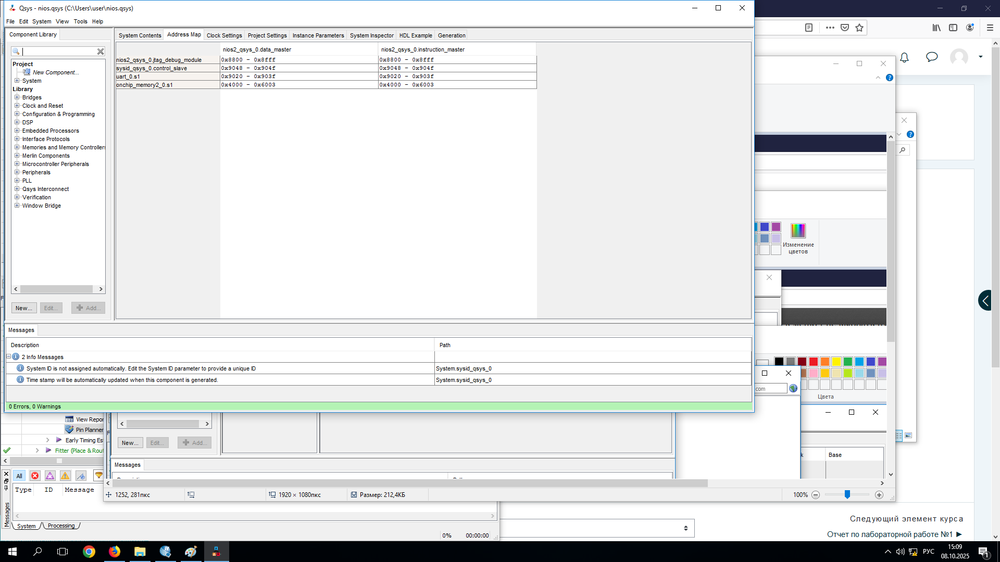 Qsys - nios.qsys (C:\Users\user\nios.qsys)
File Edit System View Tools Help
Component Library
System Contents Address Map Clock Settings Project Settings Instance Parameters System Inspector HDL Example Generation
nios2_qsys_0.data_master nios2_qsys_0.instruction_master
nios2_qsys_0.jtag_debug_module 0x8800 - 0x8fff 0x8800 - 0x8fff
sysid_qsys_0.control_slave 0x9048 - 0x904f 0x9048 - 0x904f
uart_0.s1 0x9020 - 0x903f 0x9020 - 0x903f
onchip_memory2_0.s1 0x4000 - 0x6003 0x4000 - 0x6003
Project
New Component...
System
Library
Bridges
Clock and Reset
Configuration & Programming
DSP
Embedded Processors
Interface Protocols
Memories and Memory Controllers
Merlin Components
Microcontroller Peripherals
Peripherals
PLL
Qsys Interconnect
Verification
Window Bridge
New... Edit... Add...
Messages
Description Path
2 Info Messages
System ID is not assigned automatically. Edit the System ID parameter to provide a unique ID System.sysid_qsys_0
Time stamp will be automatically updated when this component is generated. System.sysid_qsys_0
0 Errors, 0 Warnings
Изменение
цветов
com
Цвета
Base
View Repor
Pin Planner
Early Timing Es
Fitter (Place & Rou
New... Edit... Add...
Messages
All
Type ID Message
Messages
System Processing
0% 00:00:00
1252, 281пкс
1920 × 1080пкс
Размер: 212,4КБ
100%
Следующий элемент курса
Отчет по лабораторной работе №1 ►
РУС
15:09
08.10.2025
1